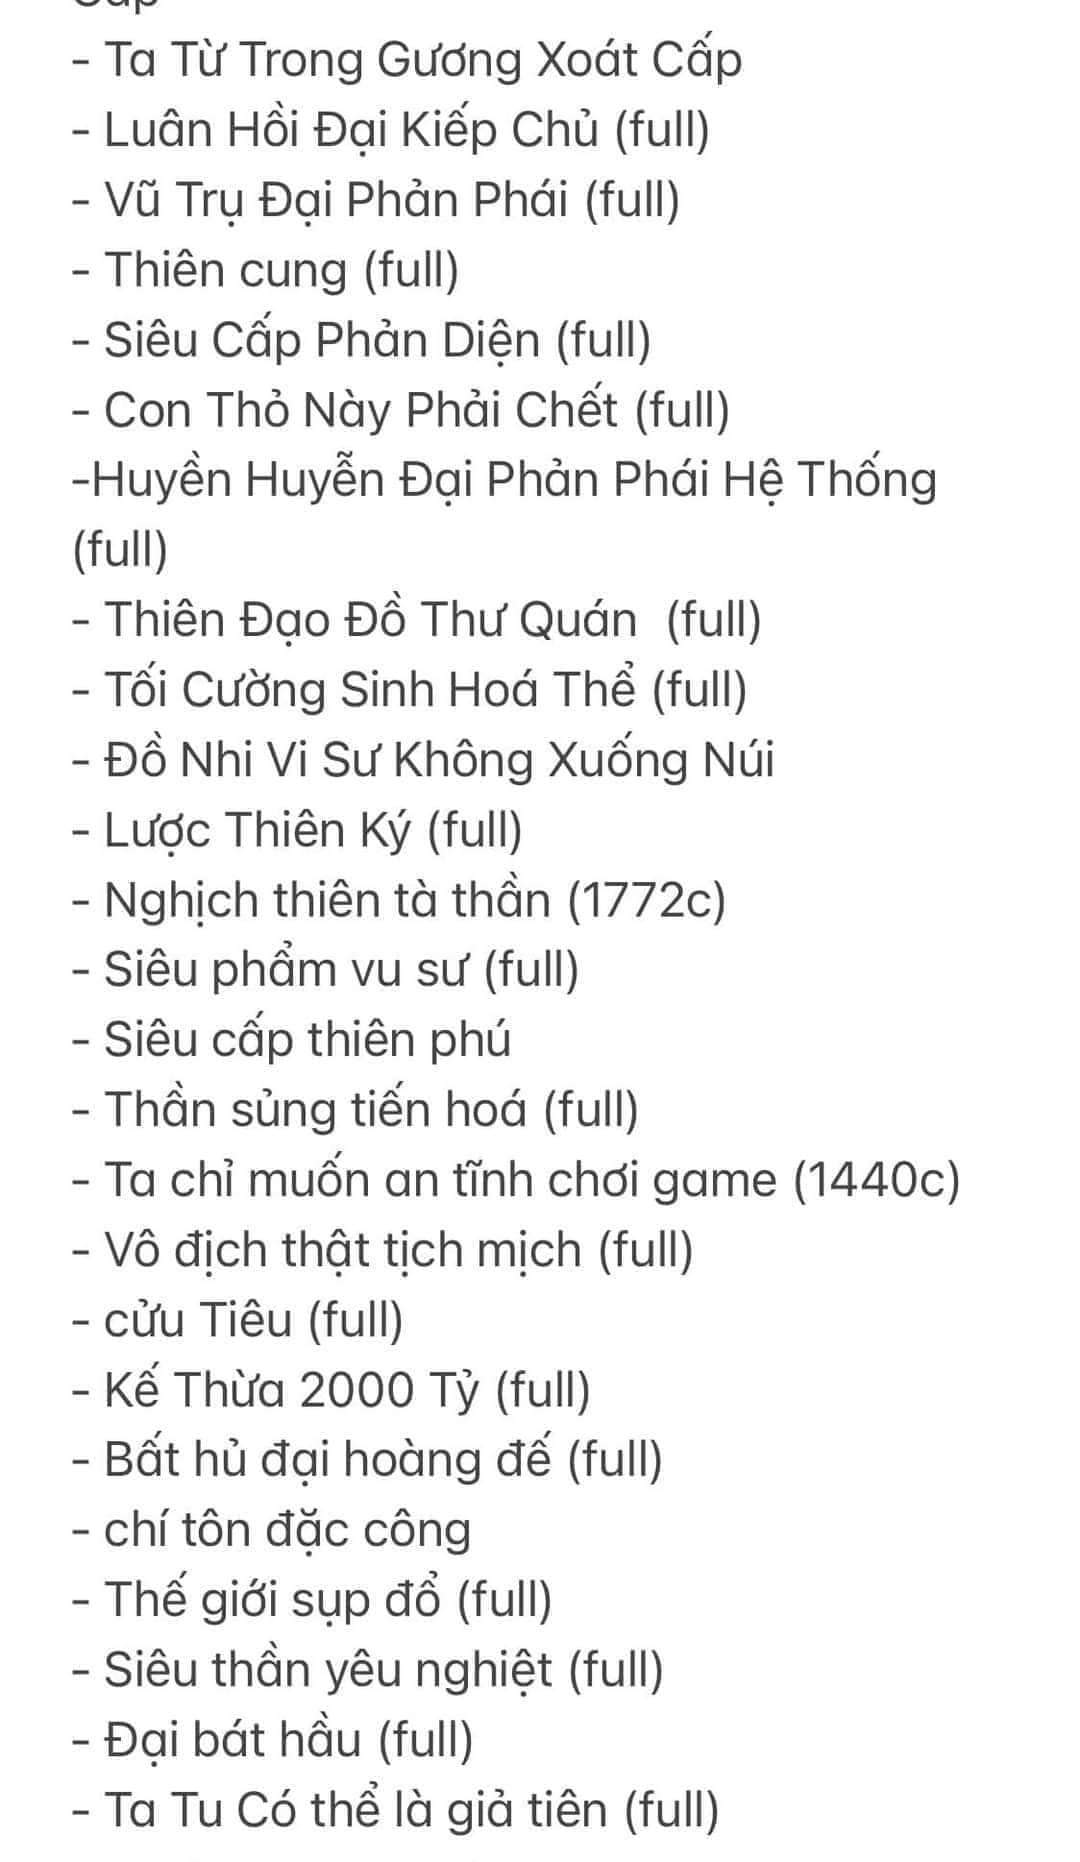 - Ta Từ Trong Gương Xoát Cấp
- Luân Hồi Đại Kiếp Chủ (full)
- Vũ Trụ Đại Phản Phái (full)
- Thiên cung (full)
- Siêu Cấp Phản Diện (full)
- Con Thỏ Này Phải Chết (full)
-Huyền Huyễn Đại Phản Phái Hệ Thống
(full)
- Thiên Đạo Đồ Thư Quán  (full)
- Tối Cường Sinh Hoá Thể (full)
- Đồ Nhi Vi Sư Không Xuống Núi
- Lược Thiên Ký (full)
- Nghịch thiên tà thần (1772c)
- Siêu phẩm vu sư (full)
- Siêu cấp thiên phú
- Thần sủng tiến hoá (full)
- Ta chỉ muốn an tĩnh chơi game (1440c)
- Vô địch thật tịch mịch (full)
- cửu Tiêu (full)
- Kế Thừa 2000 Tỷ (full)
- Bất hủ đại hoàng đế (full)
- chí tôn đặc công
- Thế giới sụp đổ (full)
- Siêu thần yêu nghiệt (full)
- Đại bát hầu (full)
- Ta Tu Có thể là giả tiên (full)